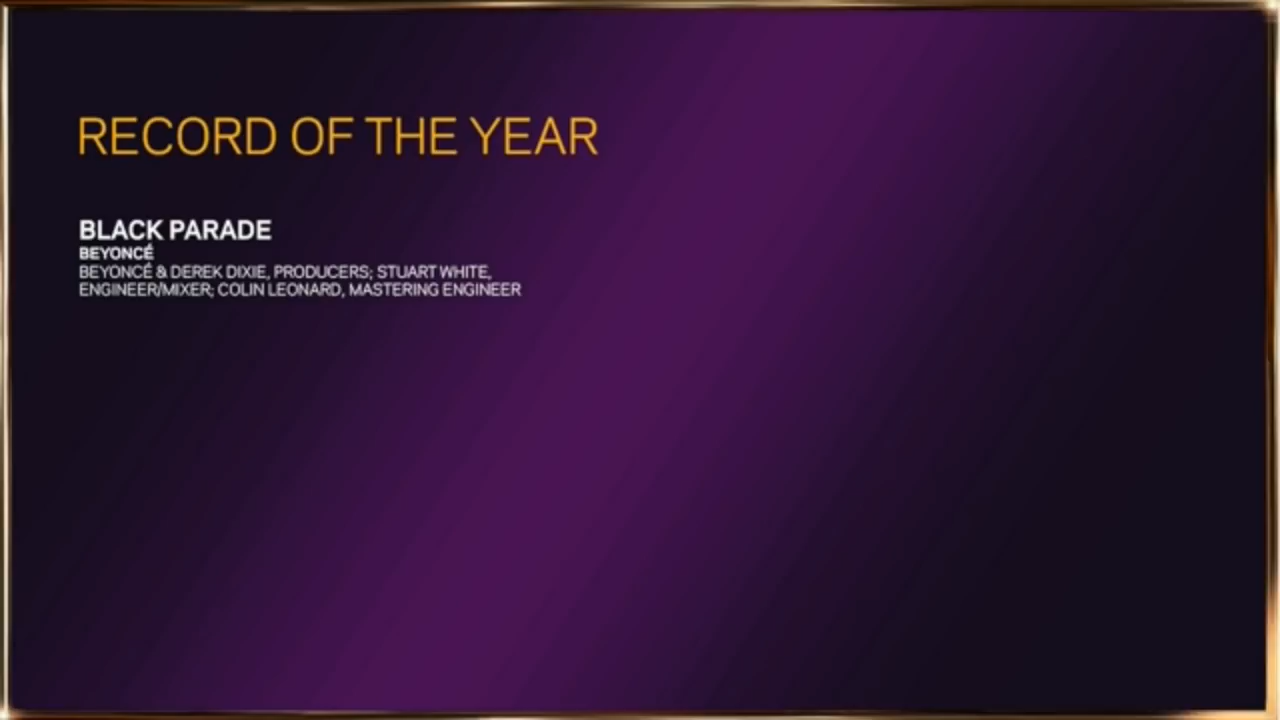 RECORD OF THE YEAR
BLACK PARADE
BEYONCÉ
BEYONCÉ & DEREK DIXIE, PRODUCERS; STUART WHITE,
ENGINEER/MIXER; COLIN LEONARD, MASTERING ENGINEER